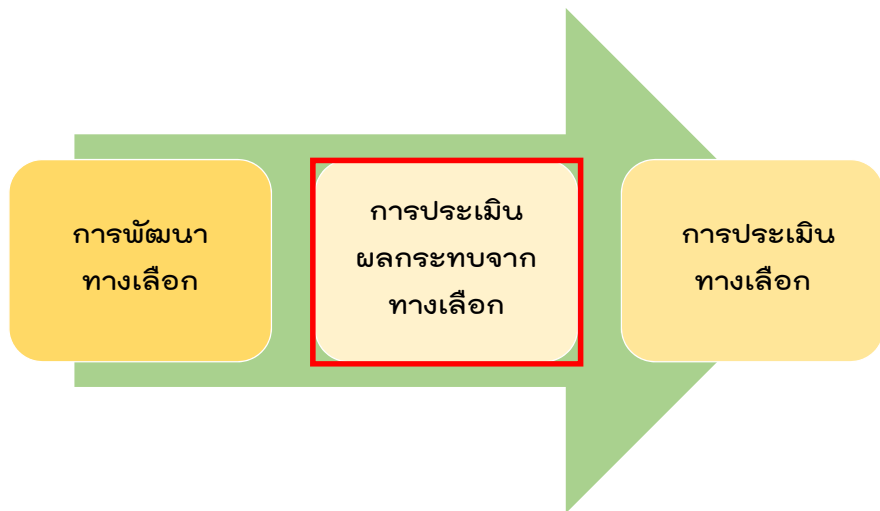 การพัฒนา
ทางเลือก
การประเมิน
ผลกระทบจาก
ทางเลือก
การประเมิน
ทางเลือก